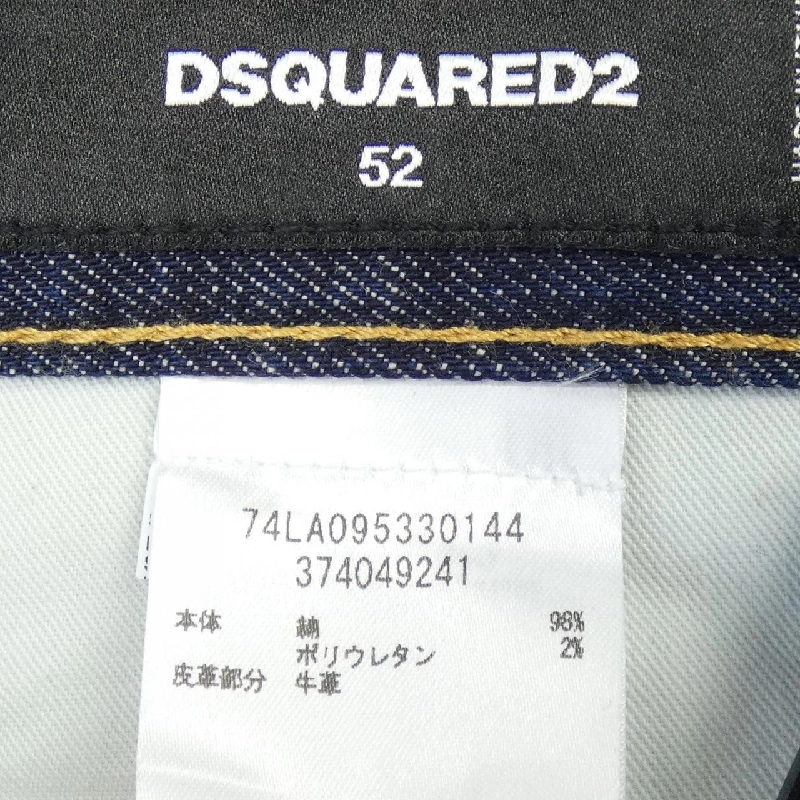 DSQUARED2
52
74LA095330144
374049241
本体 綿 98%
ポリウレタン 2%
皮革部分 牛革